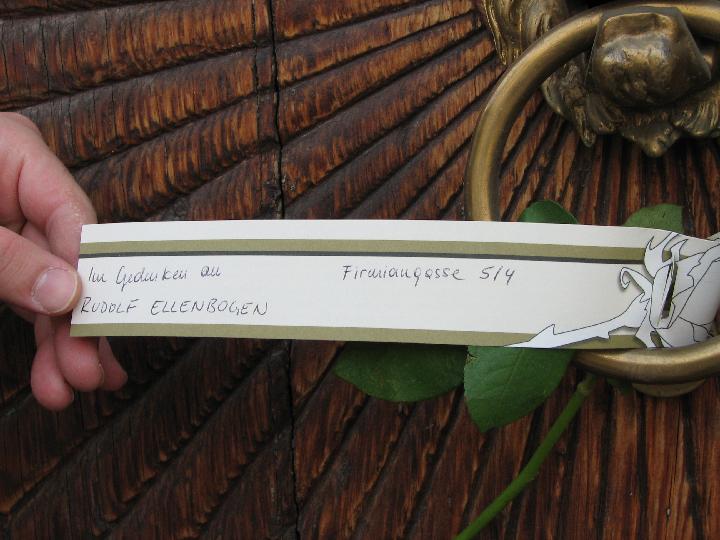 Im Gedenken an
RUDOLF ELLENBOGEN
Firmiangasse 5/4